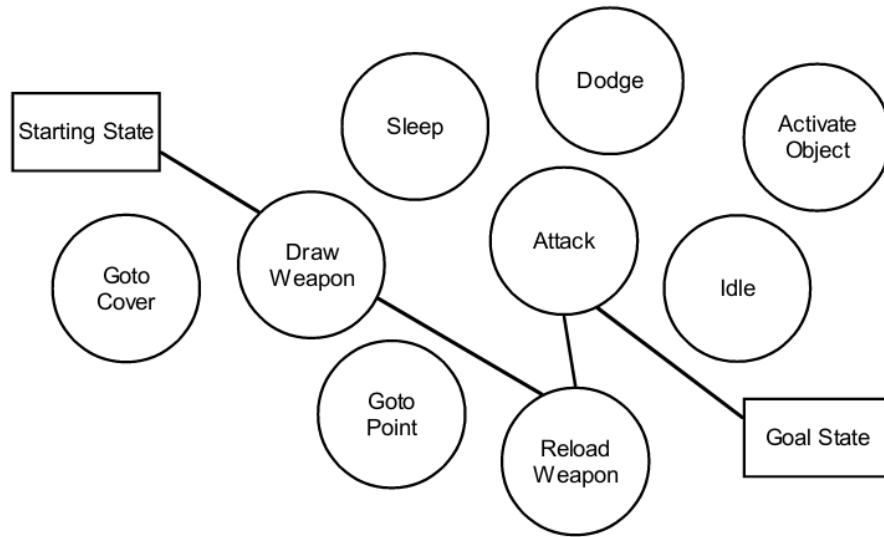 Starting State
Sleep
Dodge
Activate
Object
Goto
Cover
Draw
Weapon
Attack
Idle
Goto
Point
Reload
Weapon
Goal State